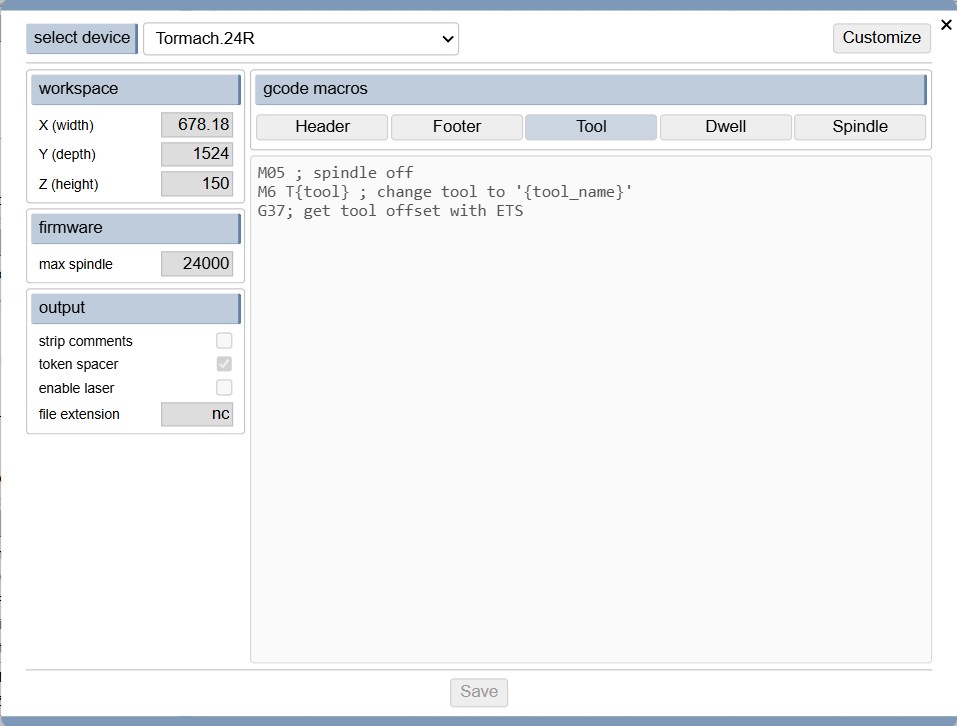 select device Tormach.24R Customize
workspace
X (width) 678.18
Y (depth) 1524
Z (height) 150
firmware
max spindle 24000
output
strip comments
token spacer
enable laser
file extension nc
gcode macros
Header Footer Tool Dwell Spindle
M05 ; spindle off
M6 T{tool} ; change tool to '{tool_name}'
G37; get tool offset with ETS
Save